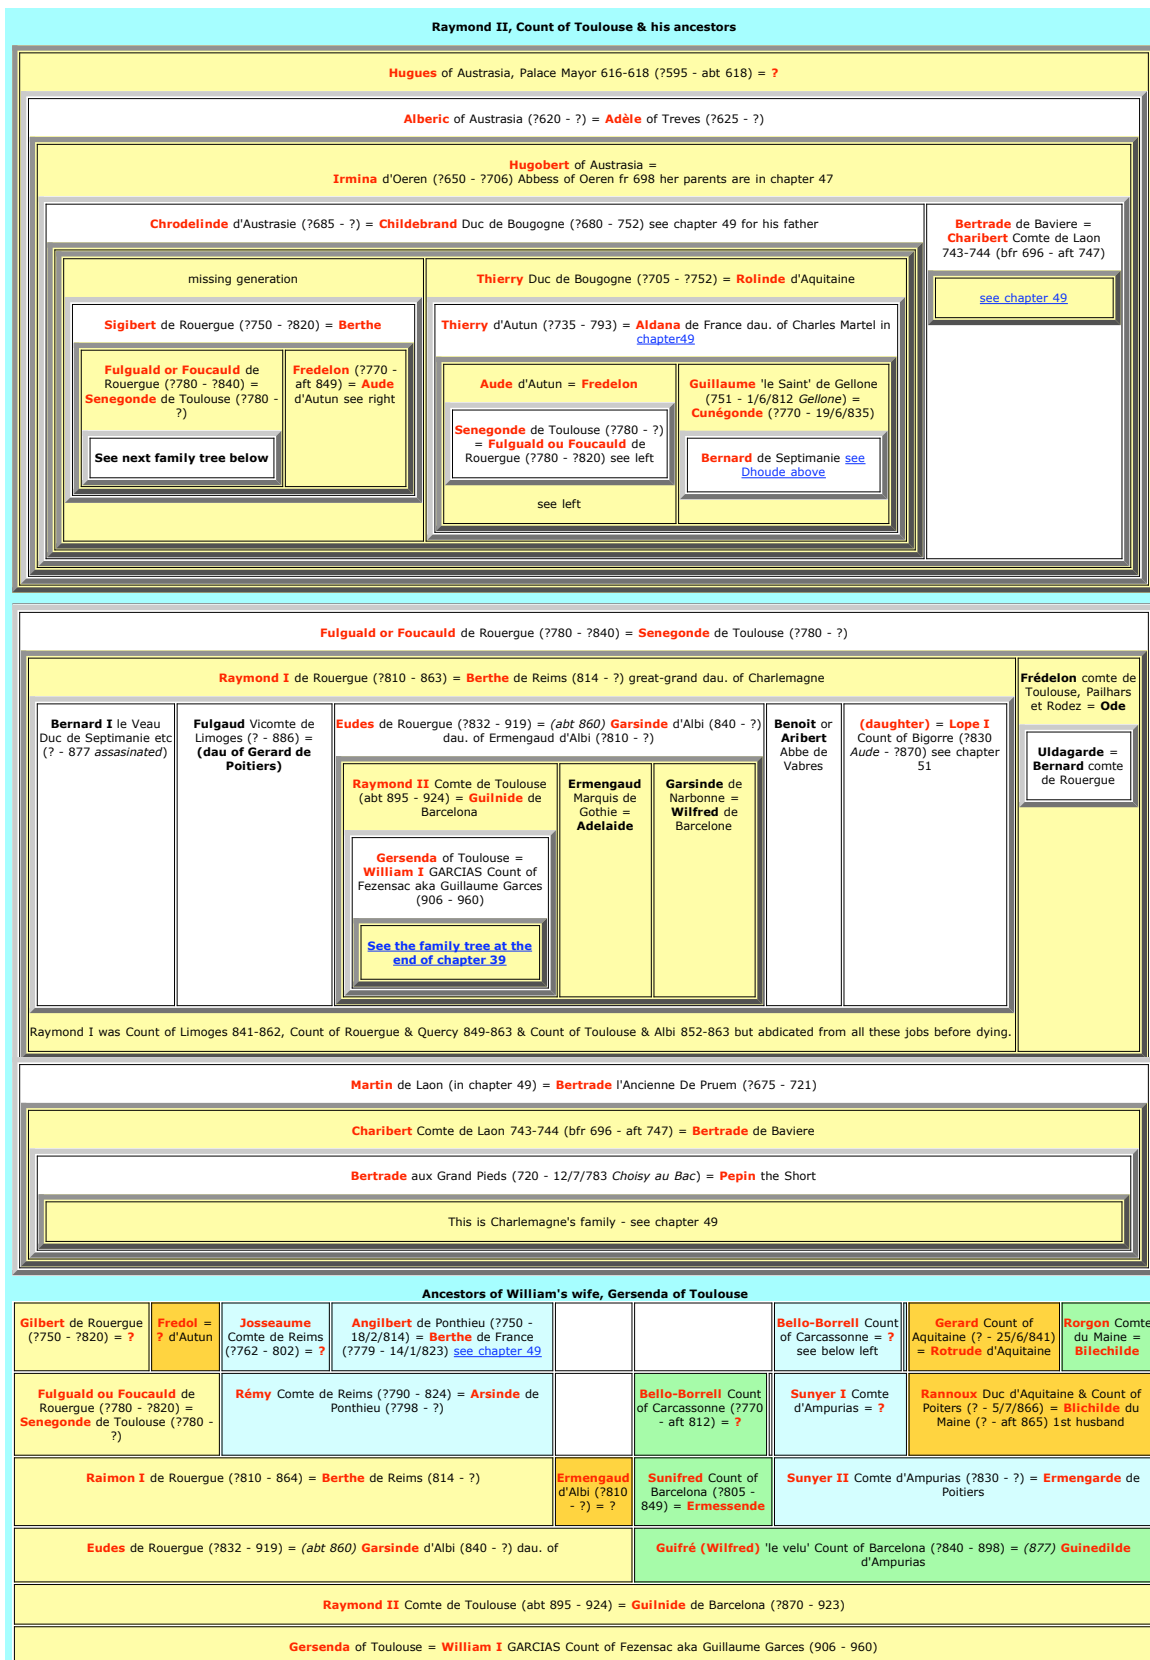 Raymond II, Count of Toulouse & his ancestors
Hugues of Austrasia, Palace Mayor 616-618 (?595 - abt 618) = ?
Alberic of Austrasia (?620 - ?) = Adèle of Treves (?625 - ?)
Hugobert of Austrasia =
Irmina d'Oeren (?650 - ?706) Abbess of Oeren fr 698 her parents are in chapter 47
Chrodelinde d'Austrasie (?685 - ?) = Childebrand Duc de Bougogne (?680 - 752) see chapter 49 for his father
Bertrade de Baviere =
Charibert Comte de Laon
743-744 (bfr 696 - aft 747)
see chapter 49
missing generation
Sigibert de Rouergue (?750 - ?820) = Berthe
Fulguald or Foucauld de
Rouergue (?780 - ?840) =
Senegonde de Toulouse (?780 -
?)
See next family tree below
Fredelon (?770 -
aft 849) = Aude
d'Autun see right
Thierry Duc de Bougogne (?705 - ?752) = Rolinde d'Aquitaine
Thierry d'Autun (?735 - 793) = Aldana de France dau. of Charles Martel in
chapter49
Aude d'Autun = Fredelon
Senegonde de Toulouse (?780 - ?)
= Fulguald ou Foucauld de
Rouergue (?780 - ?820) see left
see left
Guillaume 'le Saint' de Gellone
(751 - 1/6/812 Gellone) =
Cunégonde (?770 - 19/6/835)
Bernard de Septimanie see
Dhoude above
Fulguald or Foucauld de Rouergue (?780 - ?840) = Senegonde de Toulouse (?780 - ?)
Raymond I de Rouergue (?810 - 863) = Berthe de Reims (814 - ?) great-grand dau. of Charlemagne
Bernard I le Veau
Duc de Septimanie etc
(? - 877 assasinated)
Fulgaud Vicomte de
Limoges (? - 886) =
(dau of Gerard de
Poitiers)
Eudes de Rouergue (?832 - 919) = (abt 860) Garsinde d'Albi (840 - ?)
dau. of Ermengaud d'Albi (?810 - ?)
Raymond II Comte de Toulouse
(abt 895 - 924) = Guilnide de
Barcelona
Gersenda of Toulouse =
William I GARCIAS Count of
Fezensac aka Guillaume Garces
(906 - 960)
See the family tree at the
end of chapter 39
Ermengaud
Marquis de
Gothie =
Adelaide
Garsinde de
Narbonne =
Wilfred de
Barcelone
Benoit or
Aribert
Abbe de
Vabres
(daughter) = Lope I
Count of Bigorre (?830
Aude - ?870) see chapter
51
Raymond I was Count of Limoges 841-862, Count of Rouergue & Quercy 849-863 & Count of Toulouse & Albi 852-863 but abdicated from all these jobs before dying.
Frédelon comte de
Toulouse, Pailhars
et Rodez = Ode
Uldagarde =
Bernard comte
de Rouergue
Martin de Laon (in chapter 49) = Bertrade l'Ancienne De Pruem (?675 - 721)
Charibert Comte de Laon 743-744 (bfr 696 - aft 747) = Bertrade de Baviere
Bertrade aux Grand Pieds (720 - 12/7/783 Choisy au Bac) = Pepin the Short
This is Charlemagne's family - see chapter 49
Ancestors of William's wife, Gersenda of Toulouse
Gilbert de Rouergue
(?750 - ?820) = ?
Fredol =
? d'Autun
Josseaume
Comte de Reims
(?762 - 802) = ?
Angilbert de Ponthieu (?750 -
18/2/814) = Berthe de France
(?779 - 14/1/823) see chapter 49
Bello-Borrell Count
of Carcassonne = ?
see below left
Gerard Count of
Aquitaine (? - 25/6/841)
= Rotrude d'Aquitaine
Rorgon Comte
du Maine =
Bilechilde
Fulguald ou Foucauld de
Rouergue (?780 - ?820) =
Senegonde de Toulouse (?780 -
?)
Rémy Comte de Reims (?790 - 824) = Arsinde de
Ponthieu (?798 - ?)
Bello-Borrell Count
of Carcassonne (?770
- aft 812) = ?
Sunyer I Comte
d'Ampurias = ?
Rannoux Duc d'Aquitaine & Count of
Poiters (? - 5/7/866) = Blichilde du
Maine (? - aft 865) 1st husband
Raimon I de Rouergue (?810 - 864) = Berthe de Reims (814 - ?)
Ermengaud
d'Albi (?810
- ?) = ?
Sunifred Count of
Barcelona (?805 -
849) = Ermessende
Sunyer II Comte d'Ampurias (?830 - ?) = Ermengarde de
Poitiers
Eudes de Rouergue (?832 - 919) = (abt 860) Garsinde d'Albi (840 - ?) dau. of
Guifré (Wilfred) 'le velu' Count of Barcelona (?840 - 898) = (877) Guinedilde
d'Ampurias
Raymond II Comte de Toulouse (abt 895 - 924) = Guilnide de Barcelona (?870 - 923)
Gersenda of Toulouse = William I GARCIAS Count of Fezensac aka Guillaume Garces (906 - 960)